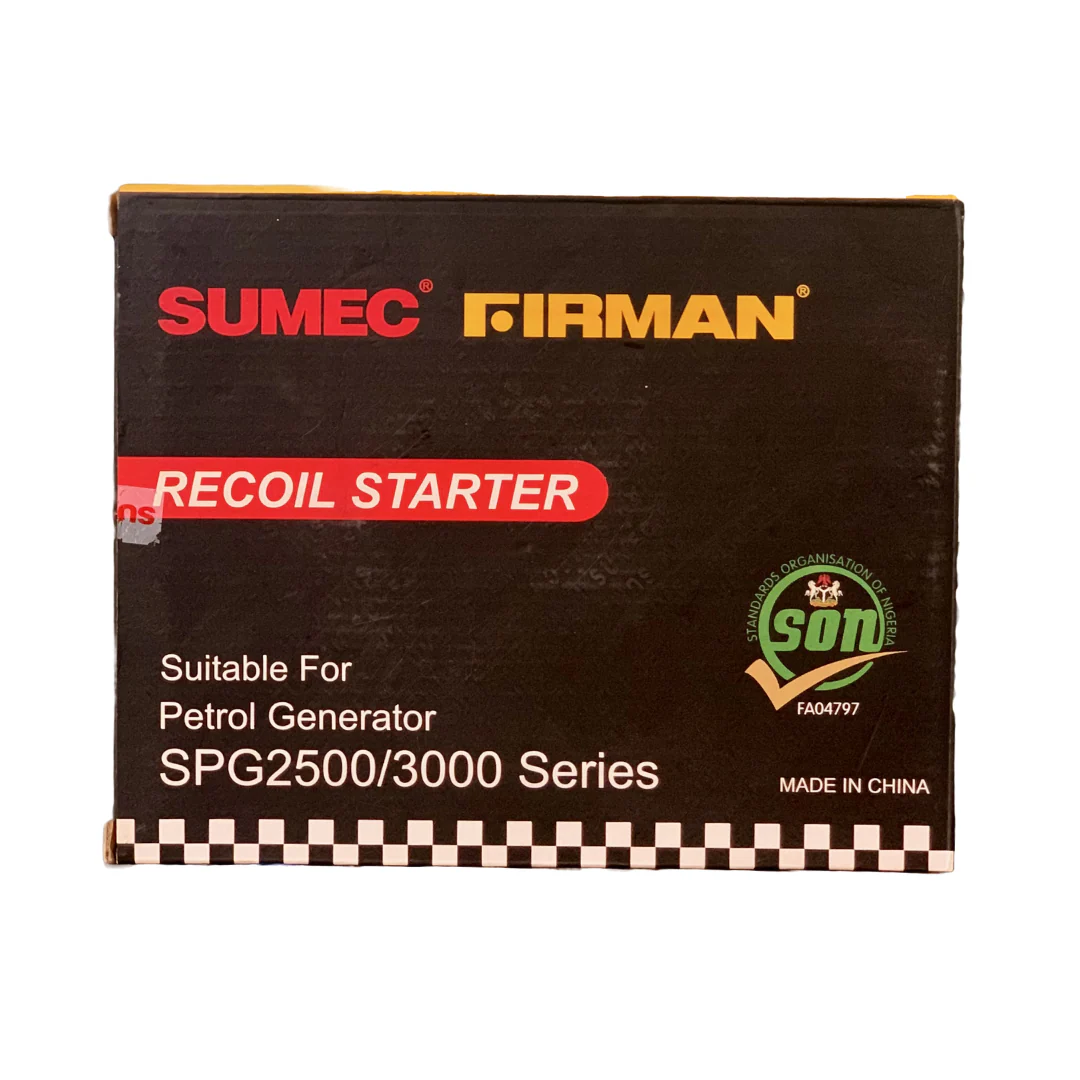 SUMEC® FIRMAN®
RECOIL STARTER
STANDARDS ORGANISATION OF NIGERIA
SON
FA04797
Suitable For
Petrol Generator
SPG2500/3000 Series
MADE IN CHINA